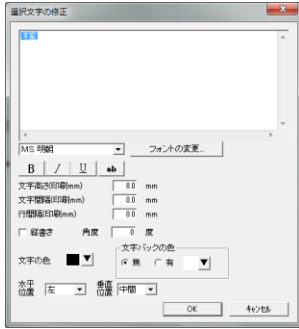 選択文字の修正
MS 明朝
フォントの変更...
B / U ab
文字高さ(印刷mm) 0.0 mm
文字間隔(印刷mm) 0.0 mm
行間隔(印刷mm) 0.0 mm
縦書き 角度 0 度
文字バックの色
文字の色 無 有
水平位置 左 垂直位置 中間
OK キャンセル